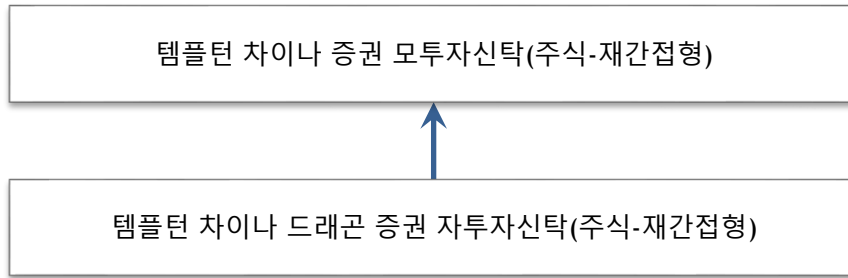 템플턴 차이나 증권 모투자신탁(주식-재간접형)
템플턴 차이나 드래곤 증권 자투자신탁(주식-재간접형)